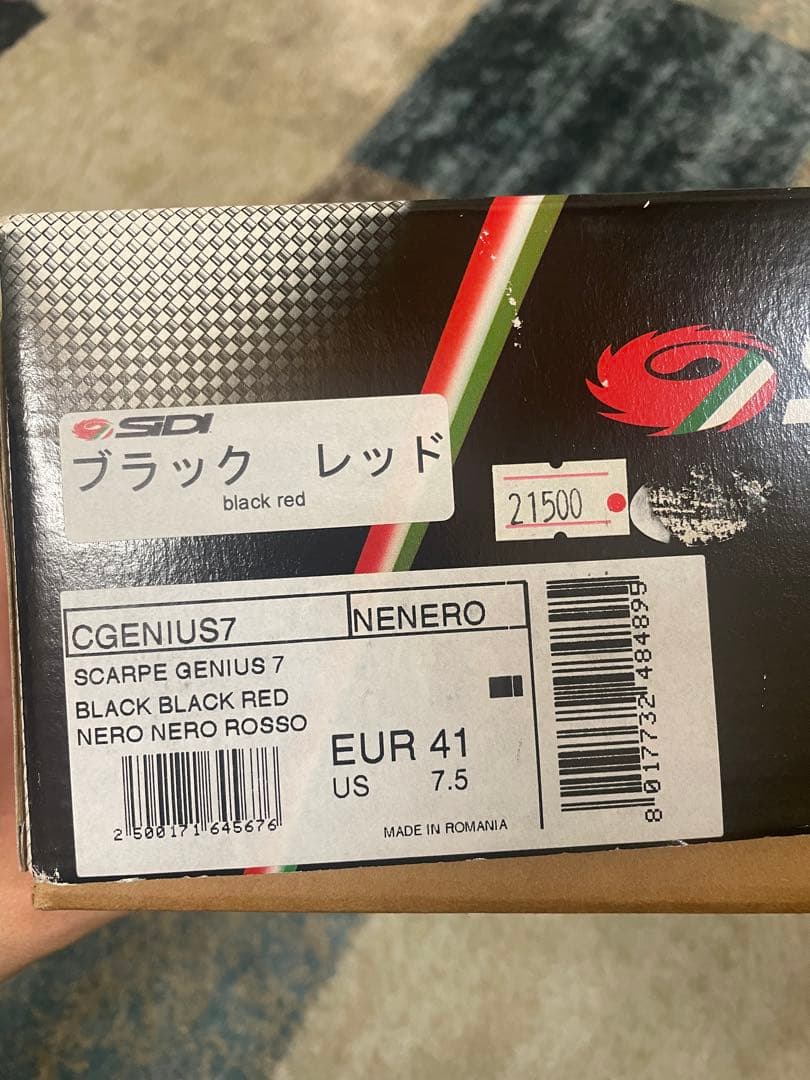 SIDI
ブラック レッド
black red
21500
CGENIUS7 NENERO
SCARPE GENIUS 7
BLACK BLACK RED
NERO NERO ROSSO
EUR 41
US 7.5
2 500171 645676
MADE IN ROMANIA
8 017732 484895